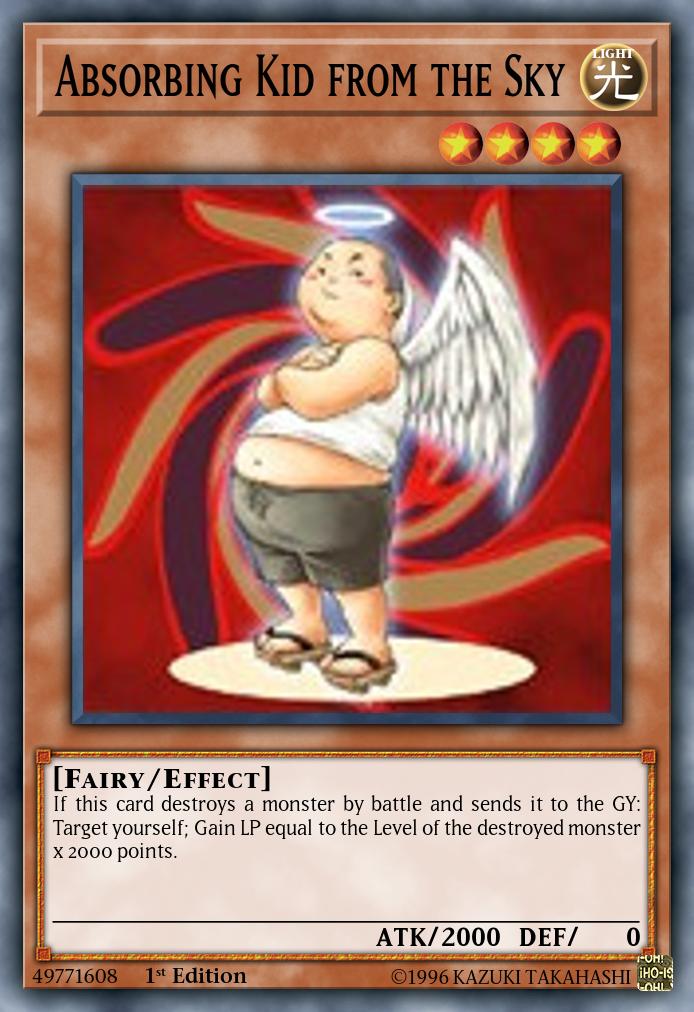 ABSORBING KID FROM THE SKY
LIGHT
光
[FAIRY/EFFECT]
If this card destroys a monster by battle and sends it to the GY:
Target yourself; Gain LP equal to the Level of the destroyed monster
x 2000 points.
ATK/2000 DEF/ 0
49771608 1st Edition ©1996 KAZUKI TAKAHASHI